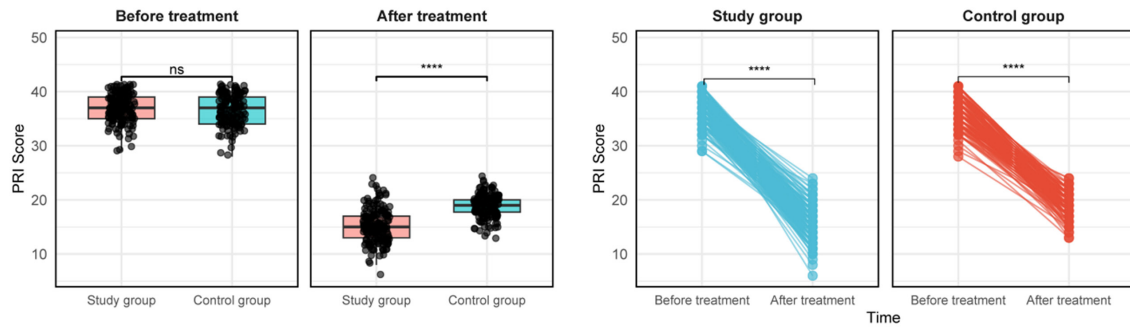 Before treatment
After treatment
Study group
Control group
50
40
30
20
10
PRI Score
ns
****
Study group
Control group
Study group
Control group
50
40
30
20
10
PRI Score
****
****
Before treatment
After treatment
Before treatment
After treatment
Time